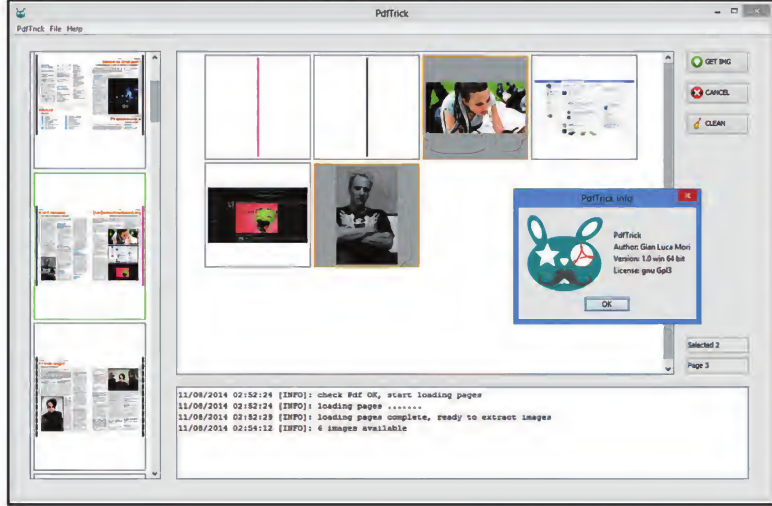 PdfTrick
PdfTrick File Help
GET IMG
CANCEL
CLEAN
PdfTrick Info
PdfTrick
Author: Gian Luca Mori
Version: 1.0 win 64 bit
License: gnu Gpl3
OK
Selected 2
Page 3
11/08/2014 02:52:24 [INFO]: check Pdf OK, start loading pages
11/08/2014 02:52:24 [INFO]: loading pages .......
11/08/2014 02:52:29 [INFO]: loading pages complete, ready to extract images
11/08/2014 02:54:12 [INFO]: 6 images available